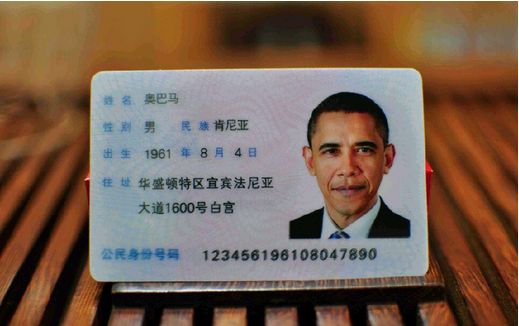 姓名 奥巴马
性别 男 民族 肯尼亚
出生 1961 年 8 月 4 日
住址 华盛顿特区宜宾法尼亚
大道1600号白宫
公民身份号码 123456196108047890